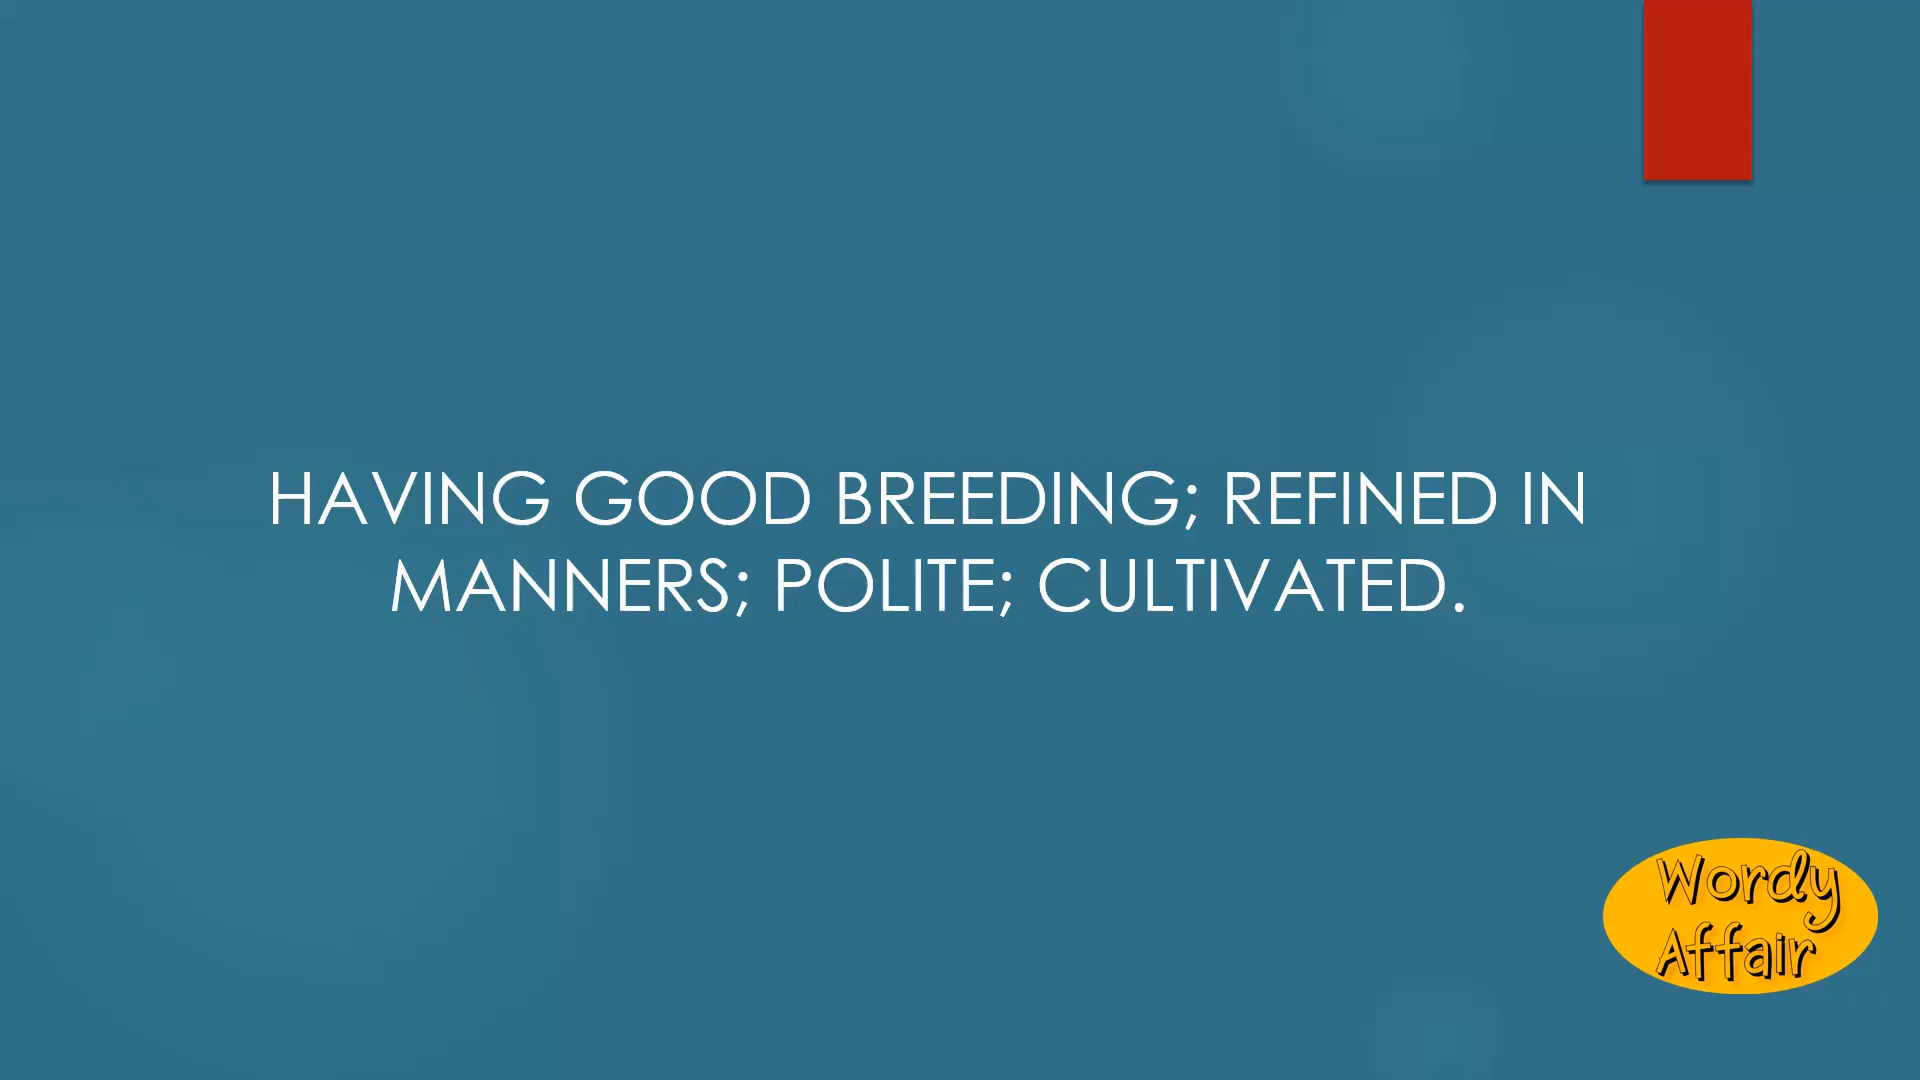 HAVING GOOD BREEDING; REFINED IN
MANNERS; POLITE; CULTIVATED.
Wordy
Affair